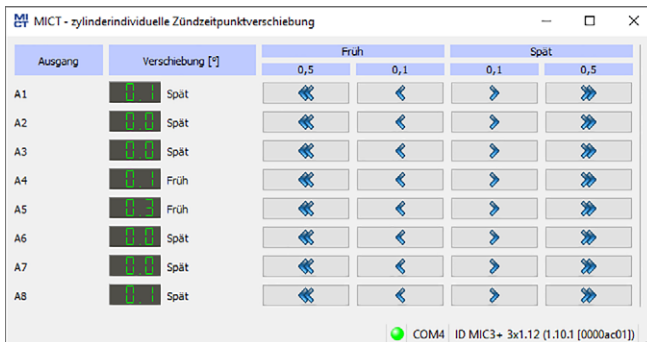 MICT MICT - zylinderindividuelle Zündzeitpunktverschiebung
Ausgang Verschiebung [°] Früh Spät
0,5 0,1 0,1 0,5
A1 0.1 Spät
A2 0.0 Spät
A3 0.0 Spät
A4 0.1 Früh
A5 0.3 Früh
A6 0.0 Spät
A7 0.0 Spät
A8 0.1 Spät
COM4 ID MIC3+ 3x1.12 (1.10.1 [0000ac01])